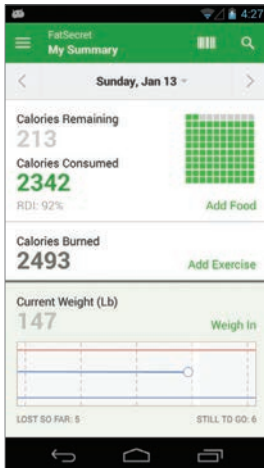 4:27
FatSecret
My Summary
Sunday, Jan 13
Calories Remaining
213
Calories Consumed
2342
RDI: 92%
Add Food
Calories Burned
2493
Add Exercise
Current Weight (Lb)
147
Weigh In
LOST SO FAR: 5
STILL TO GO: 6